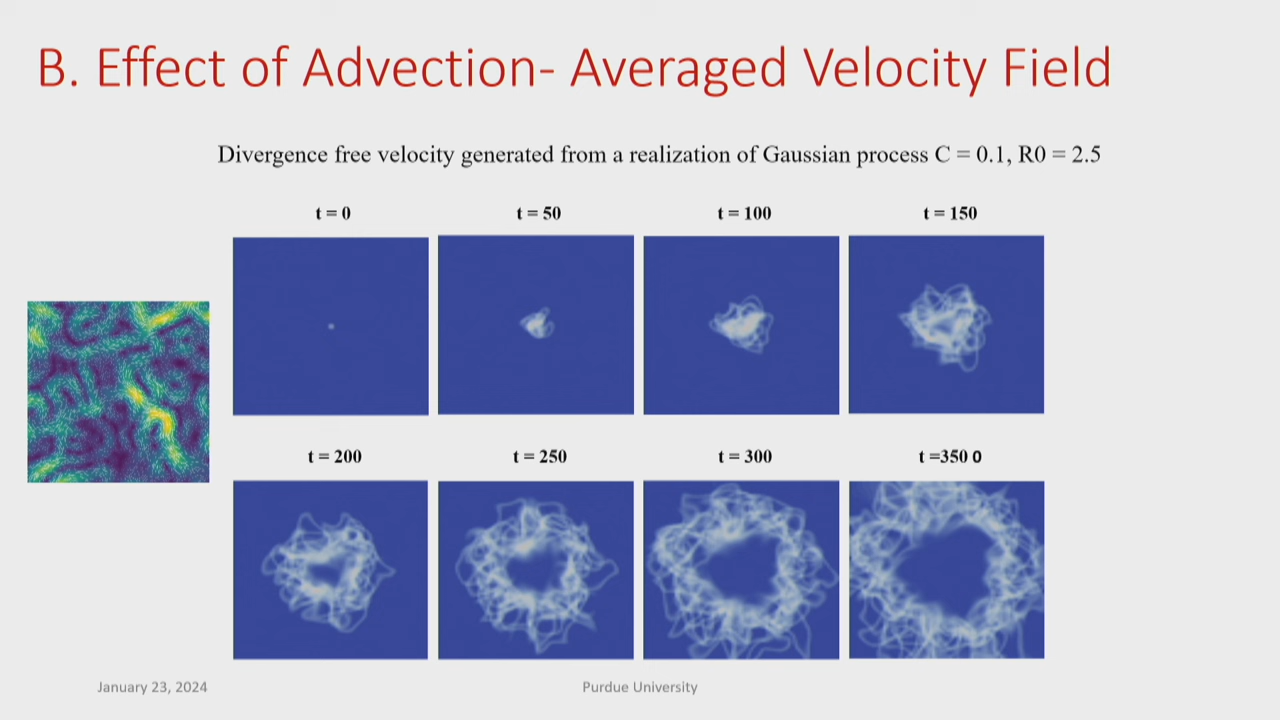 B. Effect of Advection- Averaged Velocity Field
Divergence free velocity generated from a realization of Gaussian process C = 0.1, R0 = 2.5
t = 0
t = 50
t = 100
t = 150
t = 200
t = 250
t = 300
t =350 0
January 23, 2024
Purdue University